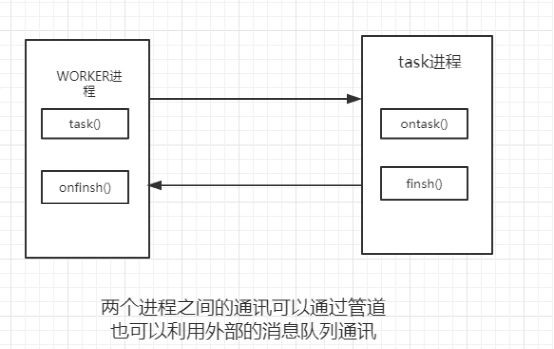 WORKER进
程
task()
onfinsh()
task进程
ontask()
finsh()
两个进程之间的通讯可以通过管道
也可以利用外部的消息队列通讯